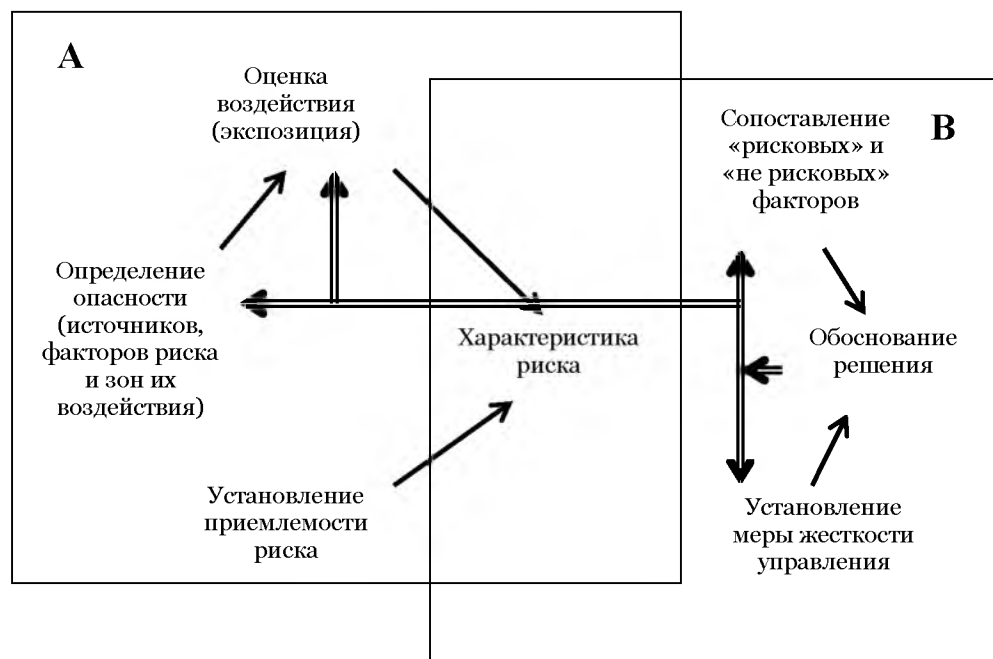 А
Оценка
воздействия
(экспозиция)
Определение
опасности
(источников,
факторов риска
и зон их
воздействия)
Установление
приемлемости
риска
Характеристика
риска
В
Сопоставление
«рисковых» и
«не рисковых»
факторов
Обоснование
решения
Установление
меры жесткости
управления